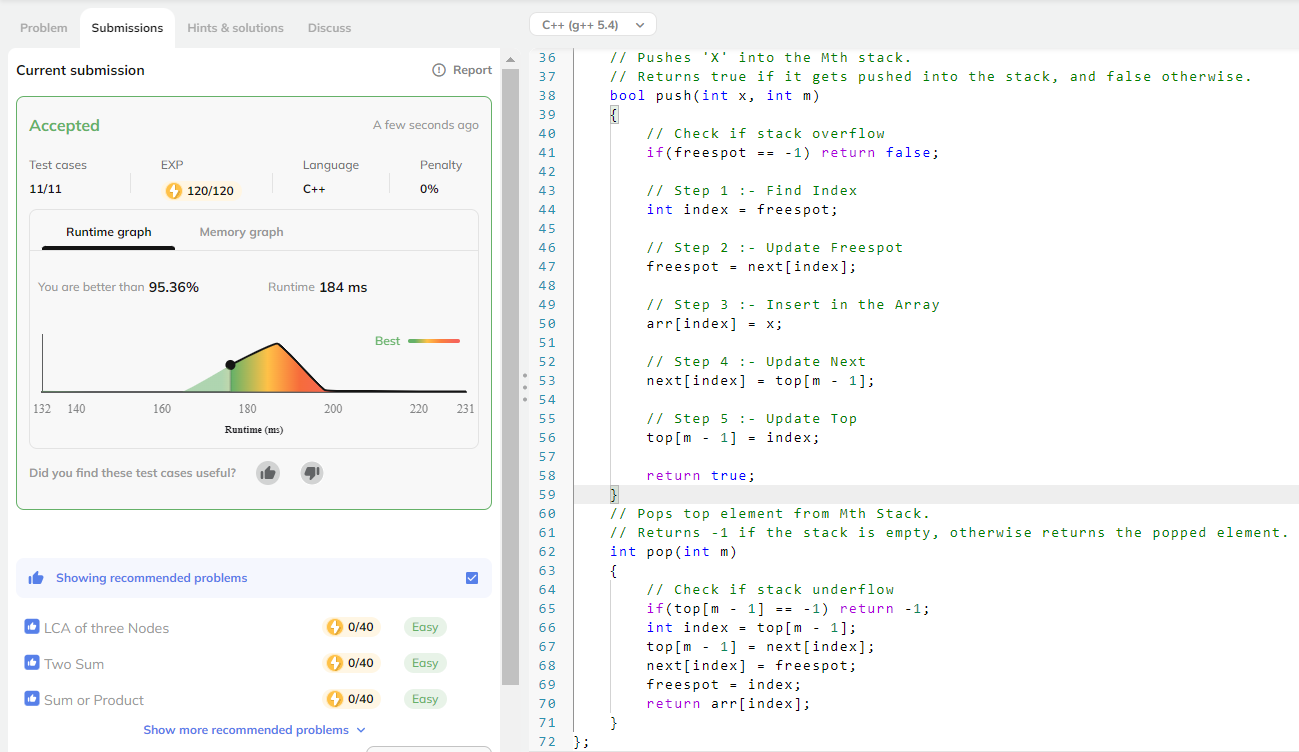 Problem
Submissions
Hints & solutions
Discuss
C++ (g++ 5.4)
Current submission
Report
Accepted
A few seconds ago
Test cases
EXP
Language
Penalty
11/11
120/120
C++
0%
Runtime graph
Memory graph
You are better than 95.36%
Runtime 184 ms
Best
132 140 160 180 200 220 231
Runtime (ms)
Did you find these test cases useful?
Showing recommended problems
LCA of three Nodes 0/40 Easy
Two Sum 0/40 Easy
Sum or Product 0/40 Easy
Show more recommended problems
36 // Pushes 'X' into the Mth stack.
37 // Returns true if it gets pushed into the stack, and false otherwise.
38 bool push(int x, int m)
39 {
40 // Check if stack overflow
41 if(freespot == -1) return false;
42
43 // Step 1 :- Find Index
44 int index = freespot;
45
46 // Step 2 :- Update Freespot
47 freespot = next[index];
48
49 // Step 3 :- Insert in the Array
50 arr[index] = x;
51
52 // Step 4 :- Update Next
53 next[index] = top[m - 1];
54
55 // Step 5 :- Update Top
56 top[m - 1] = index;
57
58 return true;
59 }
60 // Pops top element from Mth Stack.
61 // Returns -1 if the stack is empty, otherwise returns the popped element.
62 int pop(int m)
63 {
64 // Check if stack underflow
65 if(top[m - 1] == -1) return -1;
66 int index = top[m - 1];
67 top[m - 1] = next[index];
68 next[index] = freespot;
69 freespot = index;
70 return arr[index];
71 }
72 };